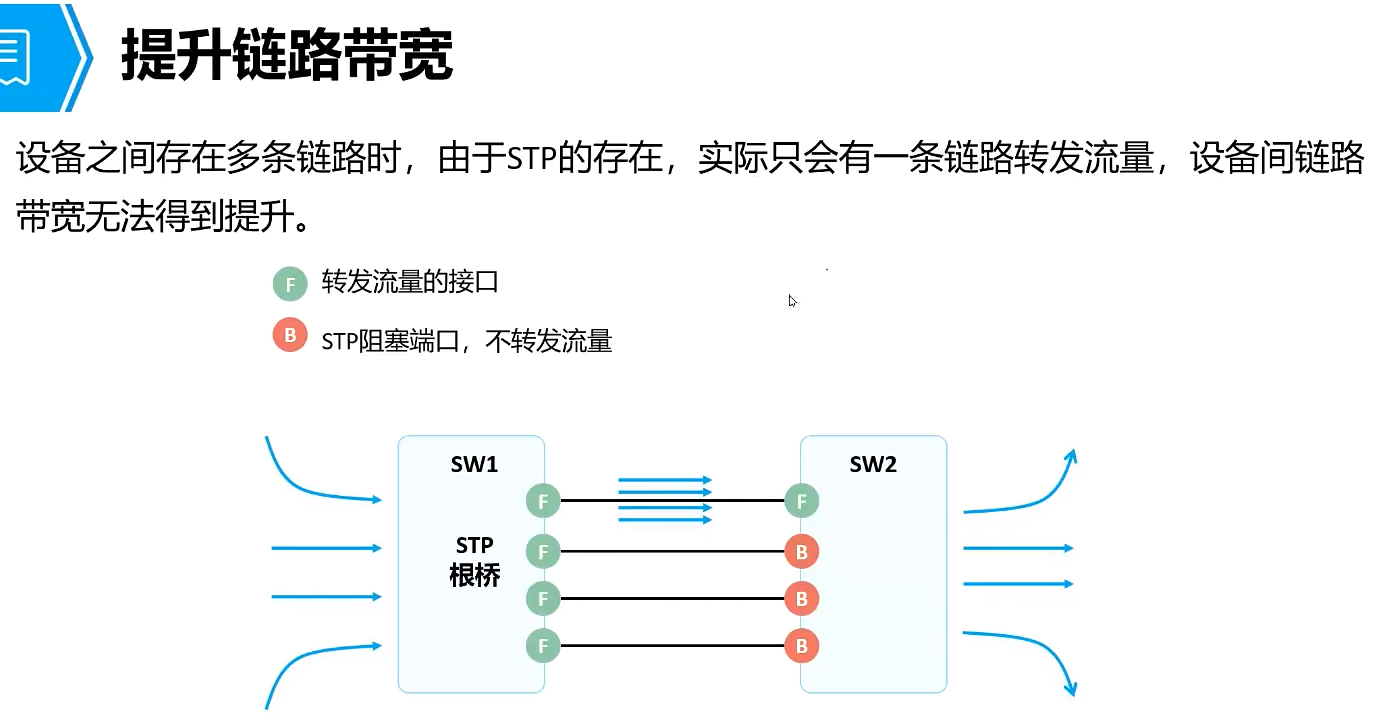 提升链路带宽
设备之间存在多条链路时，由于STP的存在，实际只会有一条链路转发流量，设备间链路
带宽无法得到提升。
F 转发流量的接口
B STP阻塞端口，不转发流量
SW1
SW2
F
F
STP
根桥
F
B
F
B
F
B